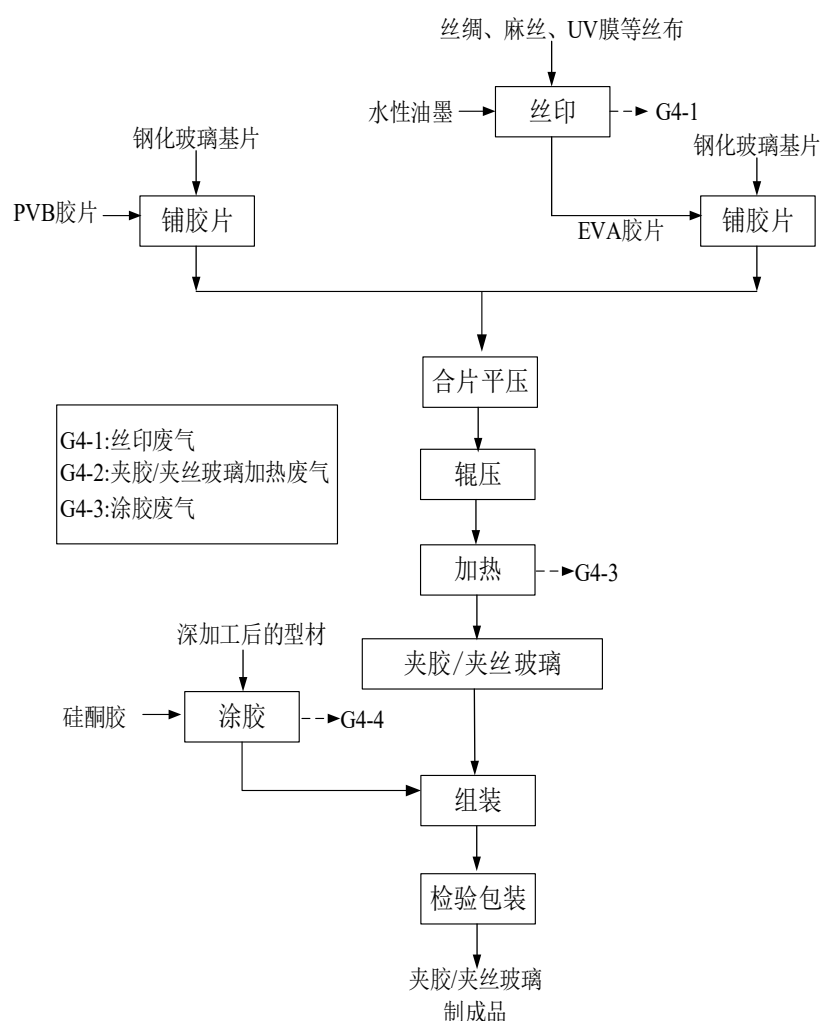 丝绸、麻丝、UV膜等丝布
水性油墨
丝印
G4-1
钢化玻璃基片
钢化玻璃基片
PVB胶片
铺胶片
EVA胶片
铺胶片
合片平压
G4-1:丝印废气
G4-2:夹胶/夹丝玻璃加热废气
G4-3:涂胶废气
辊压
加热
G4-3
深加工后的型材
夹胶/夹丝玻璃
硅酮胶
涂胶
G4-4
组装
检验包装
夹胶/夹丝玻璃
制成品